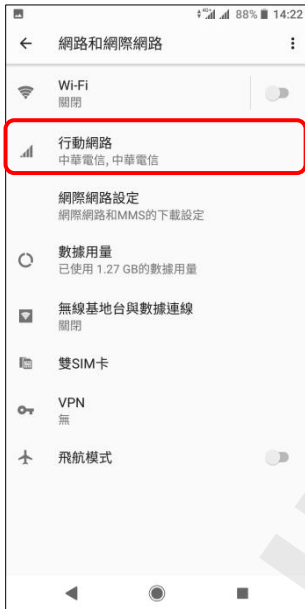 88% 14:22
網路和網際網路
Wi-Fi
關閉
行動網路
中華電信, 中華電信
網際網路設定
網際網路和MMS的下載設定
數據用量
已使用 1.27 GB的數據用量
無線基地台與數據連線
關閉
雙SIM卡
VPN
無
飛航模式